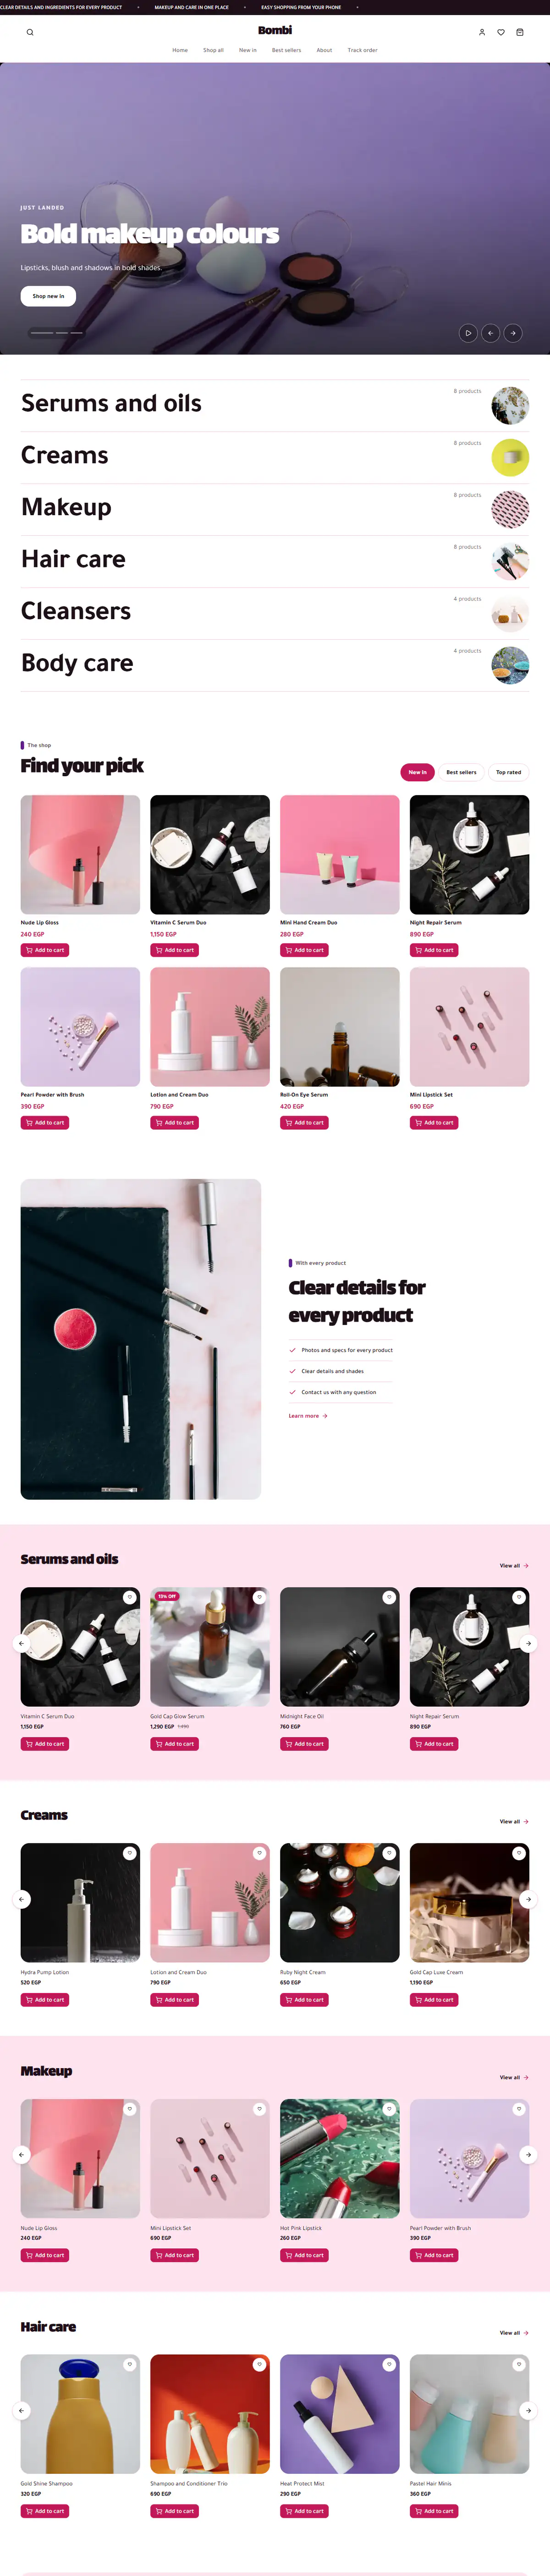 CLEAR DETAILS AND INGREDIENTS FOR EVERY PRODUCT • MAKEUP AND CARE IN ONE PLACE • EASY SHOPPING FROM YOUR PHONE •
Bombi
Home Shop all New in Best sellers About Track order
JUST LANDED
Bold makeup colours
Lipsticks, blush and shadows in bold shades.
Shop new in
Serums and oils 8 products
Creams 8 products
Makeup 8 products
Hair care 8 products
Cleansers 4 products
Body care 4 products
The shop
Find your pick
New in Best sellers Top rated
Nude Lip Gloss Vitamin C Serum Duo Mini Hand Cream Duo Night Repair Serum
240 EGP 1,150 EGP 280 EGP 890 EGP
Add to cart Add to cart Add to cart Add to cart
Pearl Powder with Brush Lotion and Cream Duo Roll-On Eye Serum Mini Lipstick Set
390 EGP 790 EGP 420 EGP 690 EGP
Add to cart Add to cart Add to cart Add to cart
With every product
Clear details for
every product
Photos and specs for every product
Clear details and shades
Contact us with any question
Learn more
Serums and oils
View all
13% Off
Vitamin C Serum Duo Gold Cap Glow Serum Midnight Face Oil Night Repair Serum
1,150 EGP 1,290 EGP 760 EGP 890 EGP
Add to cart Add to cart Add to cart Add to cart
Creams
View all
Hydra Pump Lotion Lotion and Cream Duo Ruby Night Cream Gold Cap Luxe Cream
520 EGP 790 EGP 650 EGP 1,190 EGP
Add to cart Add to cart Add to cart Add to cart
Makeup
View all
Nude Lip Gloss Mini Lipstick Set Hot Pink Lipstick Pearl Powder with Brush
240 EGP 690 EGP 260 EGP 390 EGP
Add to cart Add to cart Add to cart Add to cart
Hair care
View all
Gold Shine Shampoo Shampoo and Conditioner Trio Heat Protect Mist Pastel Hair Minis
320 EGP 690 EGP 290 EGP 360 EGP
Add to cart Add to cart Add to cart Add to cart